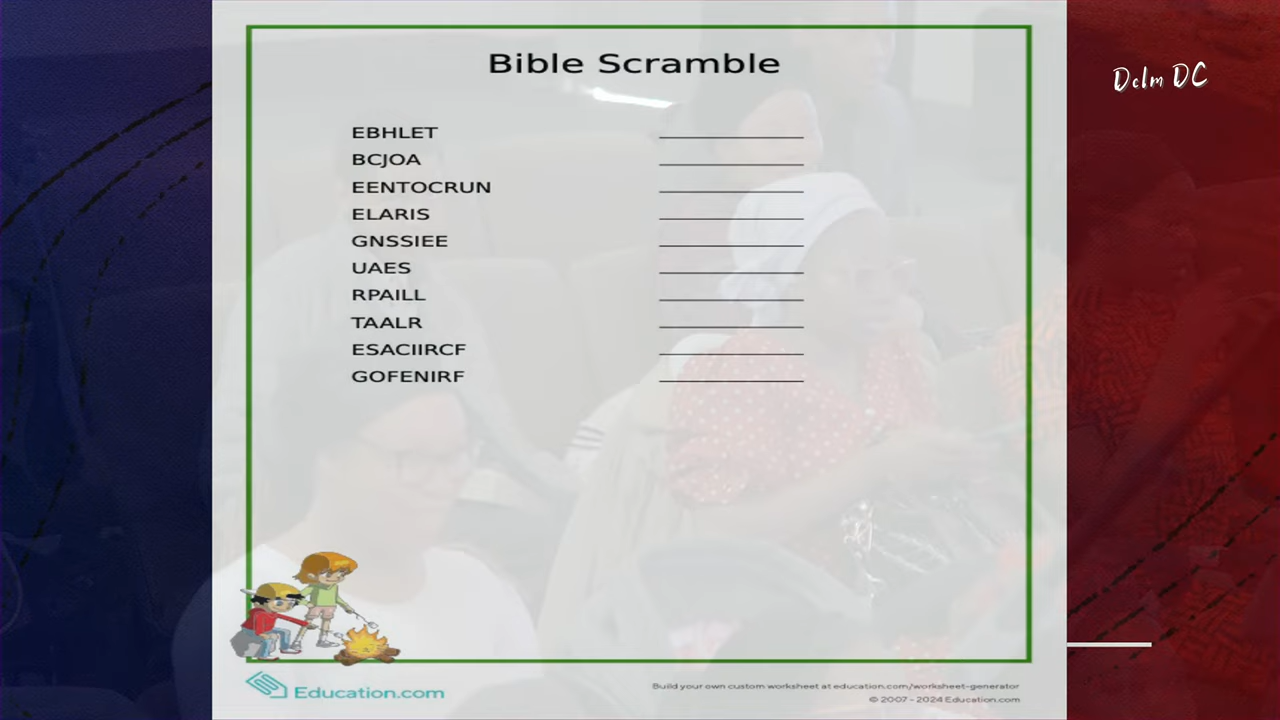 Bible Scramble
Dclm DC
EBHLET
BCJOA
EENTOCRUN
ELARIS
GNSSIEE
UAES
RPAILL
TAALR
ESACIIRCF
GOFENIRF
Education.com
Build your own custom worksheet at education.com/worksheet-generator
© 2007 - 2024 Education.com